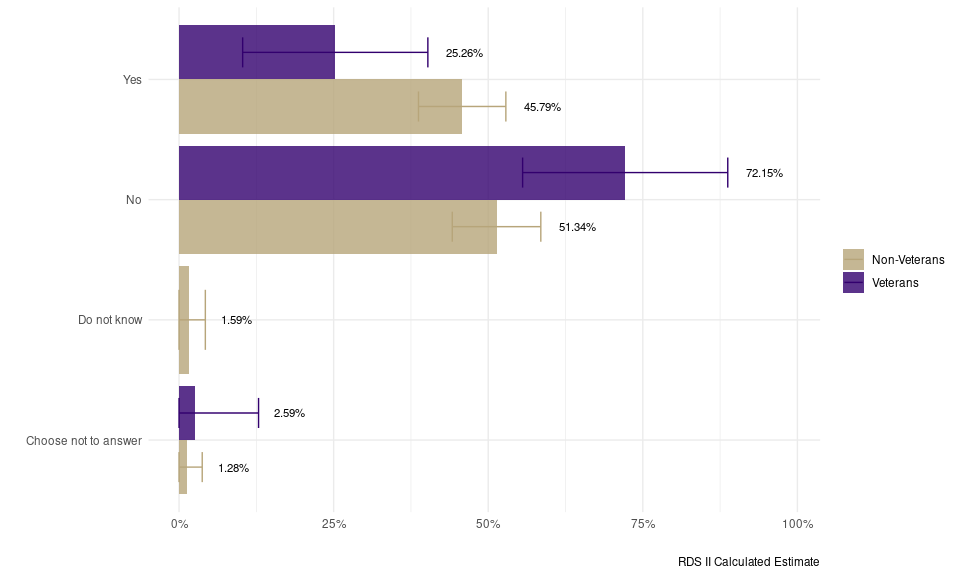 Yes
25.26%
45.79%
No
72.15%
51.34%
Do not know
1.59%
Choose not to answer
2.59%
1.28%
0%
25%
50%
75%
100%
RDS II Calculated Estimate
Non-Veterans
Veterans